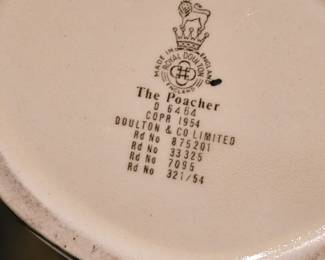 MADE IN ENGLAND
ROYAL DOULTON
ENGLAND
The Poacher
D 6464
COPR 1954
DOULTON & CO LIMITED
Rd No 875201
Rd No 33325
Rd No 7095
Rd No 321/54